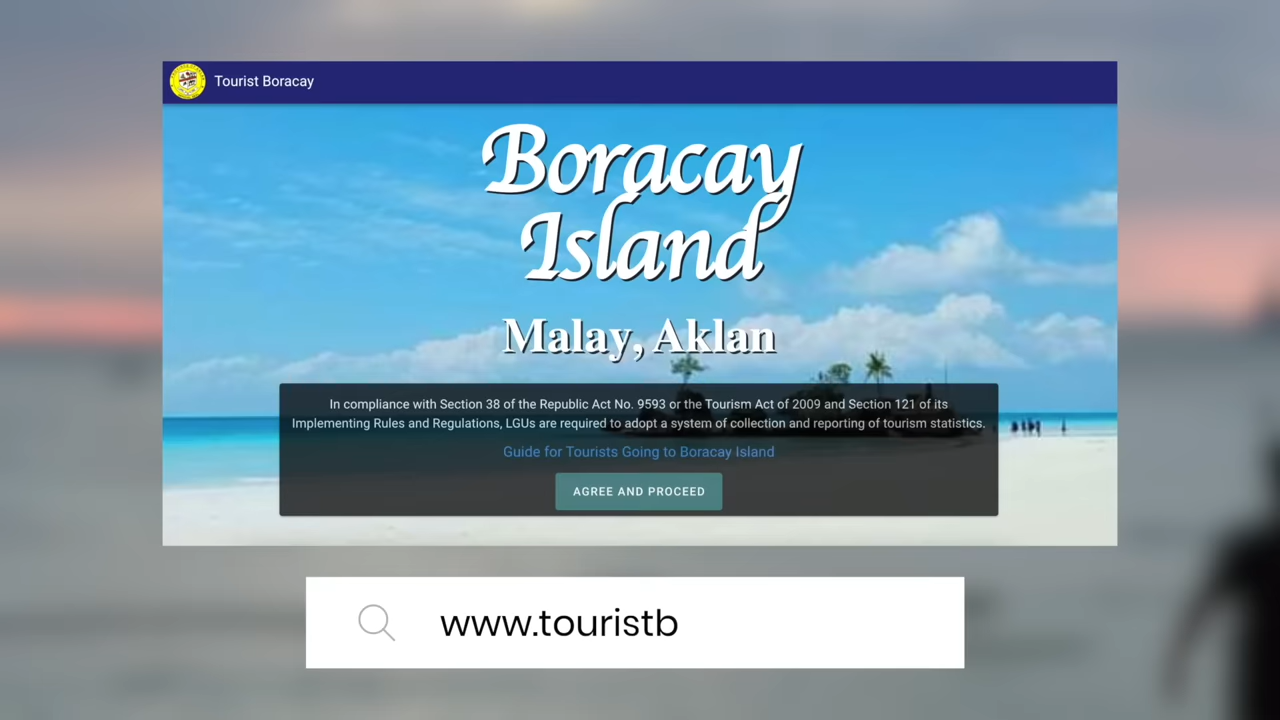 Tourist Boracay
Boracay
Island
Malay, Aklan
In compliance with Section 38 of the Republic Act No. 9593 or the Tourism Act of 2009 and Section 121 of its
Implementing Rules and Regulations, LGUs are required to adopt a system of collection and reporting of tourism statistics.
Guide for Tourists Going to Boracay Island
AGREE AND PROCEED
www.touristb